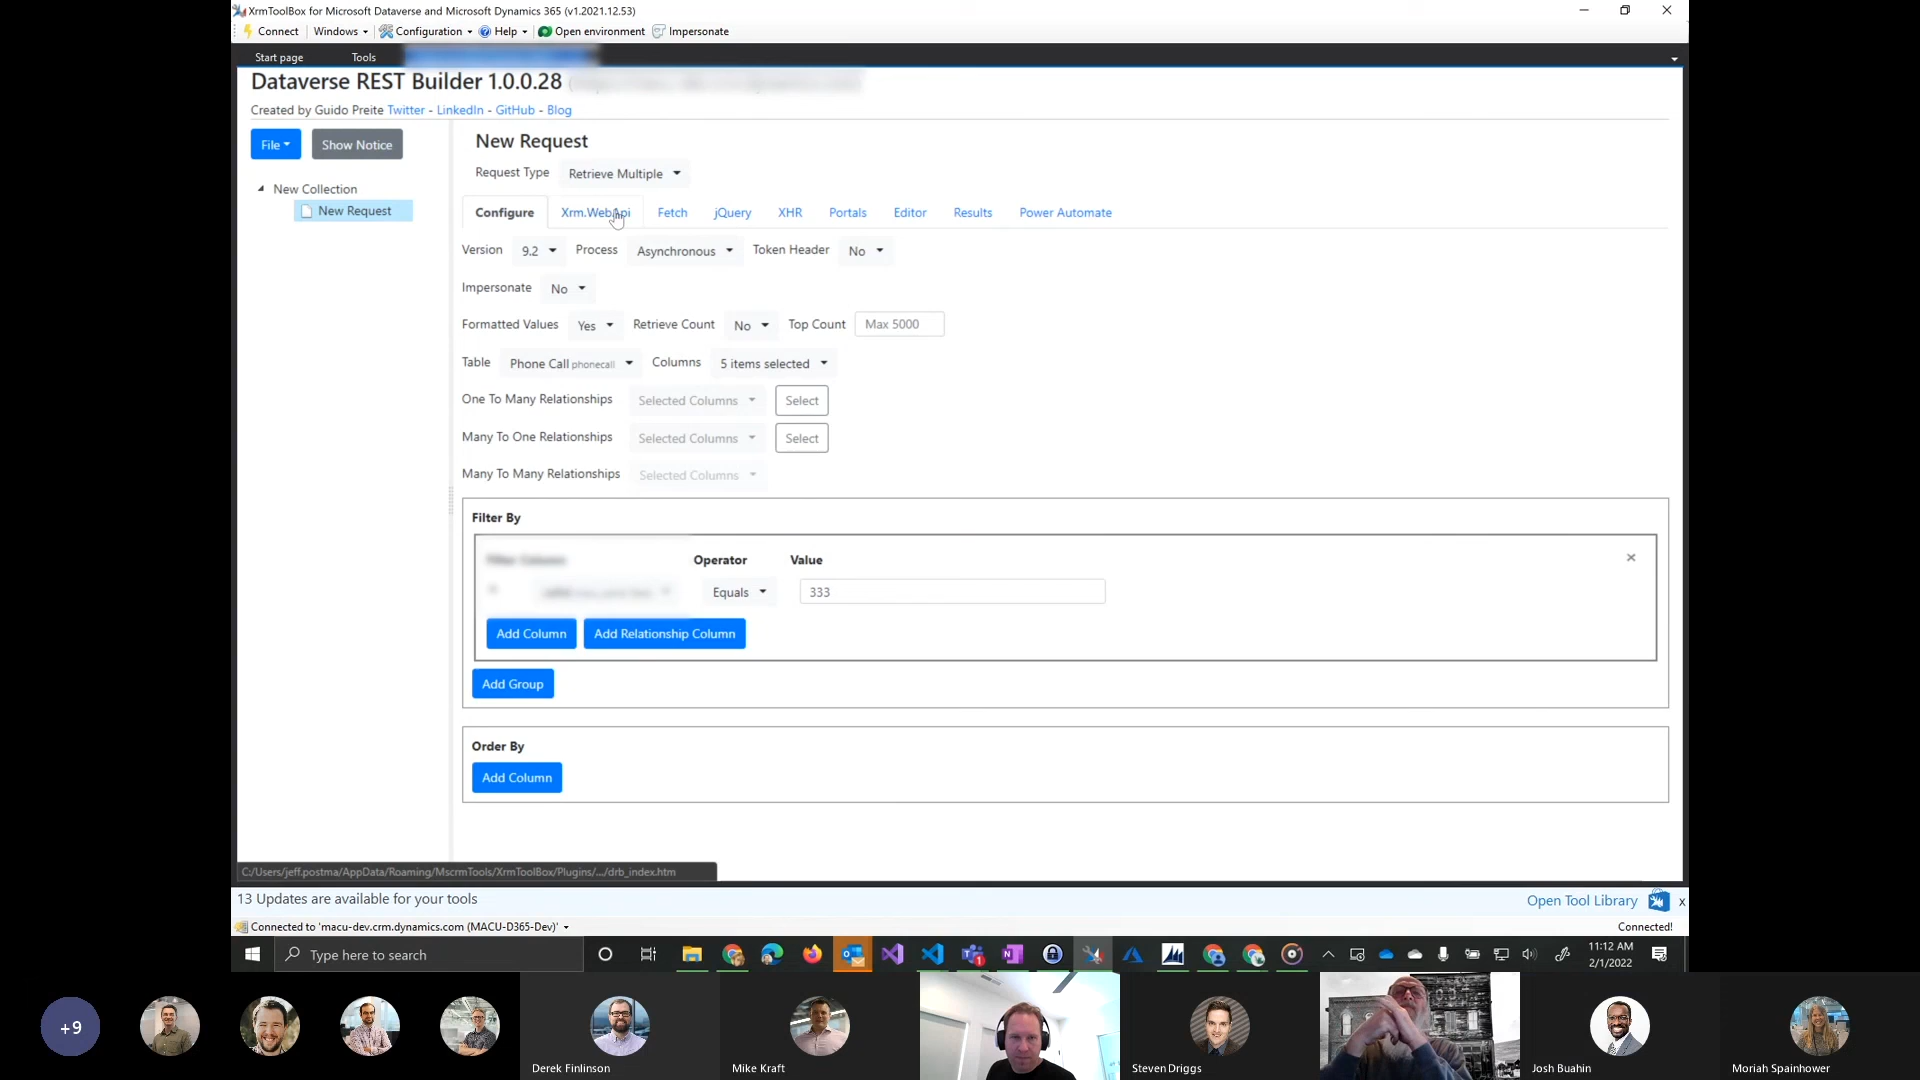 XrmToolBox for Microsoft Dataverse and Microsoft Dynamics 365 (v1.2021.12.53)
Connect Windows Configuration Help Open environment Impersonate
Start page Tools
Dataverse REST Builder 1.0.0.28
Created by Guido Preite Twitter - LinkedIn - GitHub - Blog
File Show Notice
New Collection
New Request
New Request
Request Type Retrieve Multiple
Configure Xrm.WebApi Fetch jQuery XHR Portals Editor Results Power Automate
Version 9.2 Process Asynchronous Token Header No
Impersonate No
Formatted Values Yes Retrieve Count No Top Count Max 5000
Table Phone Call phonecall Columns 5 items selected
One To Many Relationships Selected Columns Select
Many To One Relationships Selected Columns Select
Many To Many Relationships Selected Columns
Filter By
Operator Value
Equals 333
Add Column Add Relationship Column
Add Group
Order By
Add Column
C:/Users/jeff.postma/AppData/Roaming/MscrmTools/XrmToolBox/Plugins/.../drb_index.htm
13 Updates are available for your tools Open Tool Library x
Connected to 'macu-dev.crm.dynamics.com (MACU-D365-Dev)' Connected!
Type here to search 11:12 AM
2/1/2022
+9
Derek Finlinson Mike Kraft Steven Driggs Josh Buahin Moriah Spainhower